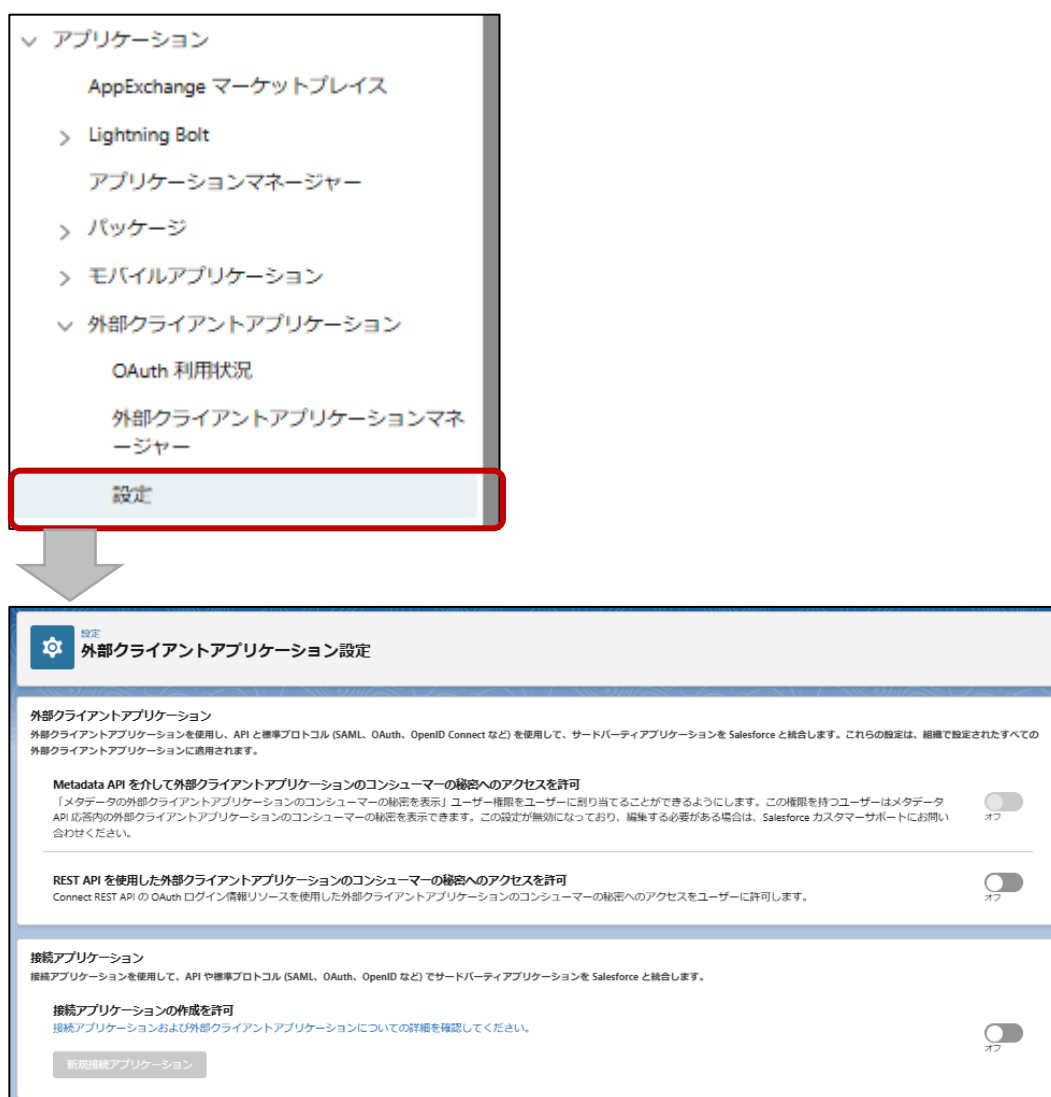 アプリケーション
AppExchange マーケットプレイス
Lightning Bolt
アプリケーションマネージャー
パッケージ
モバイルアプリケーション
外部クライアントアプリケーション
OAuth 利用状況
外部クライアントアプリケーションマネ
ージャー
設定
設定
外部クライアントアプリケーション設定
外部クライアントアプリケーション
外部クライアントアプリケーションを使用し、API と標準プロトコル (SAML、OAuth、OpenID Connect など) を使用して、サードパーティアプリケーションを Salesforce と統合します。これらの設定は、組織で設定されたすべての
外部クライアントアプリケーションに適用されます。
Metadata API を介して外部クライアントアプリケーションのコンシューマーの秘密へのアクセスを許可
「メタデータの外部クライアントアプリケーションのコンシューマーの秘密を表示」ユーザー権限をユーザーに割り当てることができるようにします。この権限を持つユーザーはメタデータ
API 応答内の外部クライアントアプリケーションのコンシューマーの秘密を表示できます。この設定が無効になっており、編集する必要がある場合は、Salesforce カスタマーサポートにお問い
合わせください。
オフ
REST API を使用した外部クライアントアプリケーションのコンシューマーの秘密へのアクセスを許可
Connect REST API の OAuth ログイン情報リソースを使用した外部クライアントアプリケーションのコンシューマーの秘密へのアクセスをユーザーに許可します。
オフ
接続アプリケーション
接続アプリケーションを使用して、API や標準プロトコル (SAML、OAuth、OpenID など) でサードパーティアプリケーションを Salesforce と統合します。
接続アプリケーションの作成を許可
接続アプリケーションおよび外部クライアントアプリケーションについての詳細を確認してください。
オフ
新規接続アプリケーション